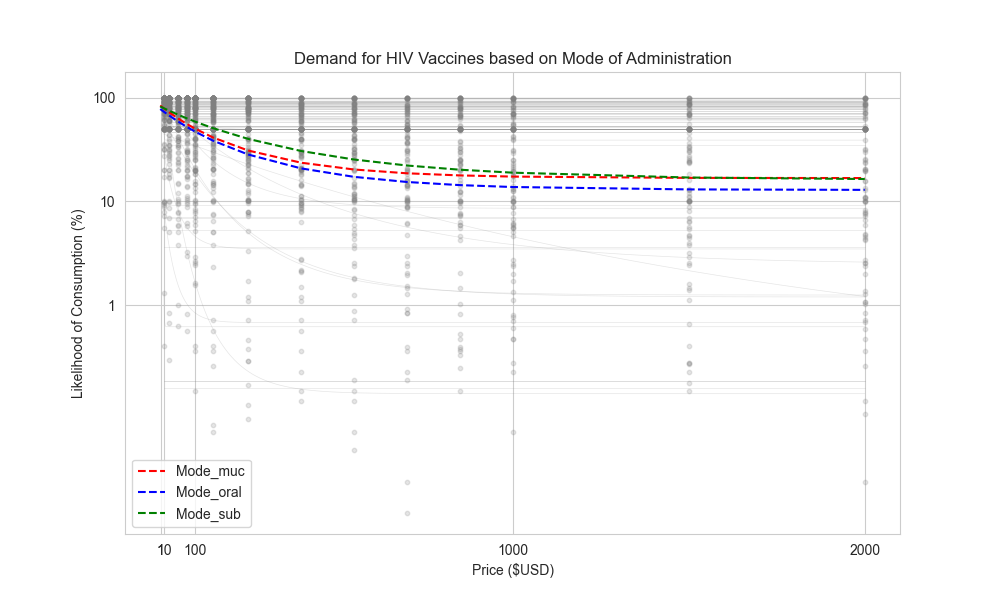 Demand for HIV Vaccines based on Mode of Administration
Likelihood of Consumption (%)
100
10
1
Mode_muc
Mode_oral
Mode_sub
10 100 1000 2000
Price ($USD)